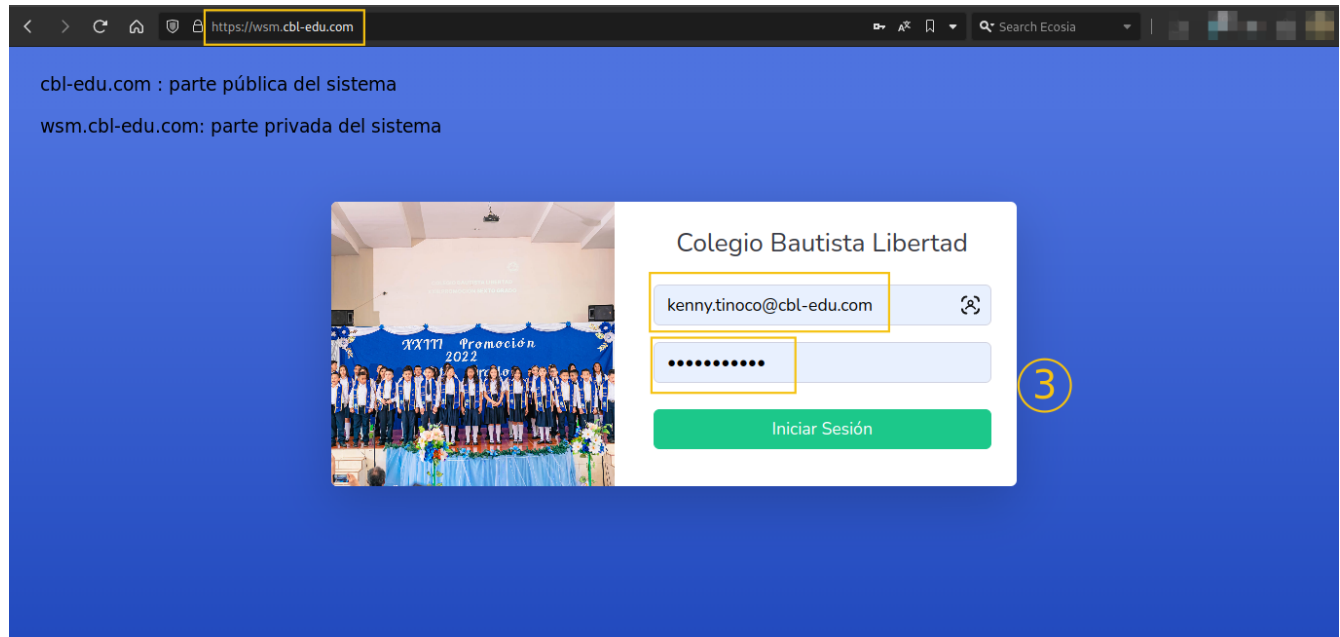 https://wsm.cbl-edu.com
Search Ecosia
cbl-edu.com : parte pública del sistema
wsm.cbl-edu.com: parte privada del sistema
Colegio Bautista Libertad
kenny.tinoco@cbl-edu.com
•••••••••••
3
Iniciar Sesión
XXIII Promoción
2022